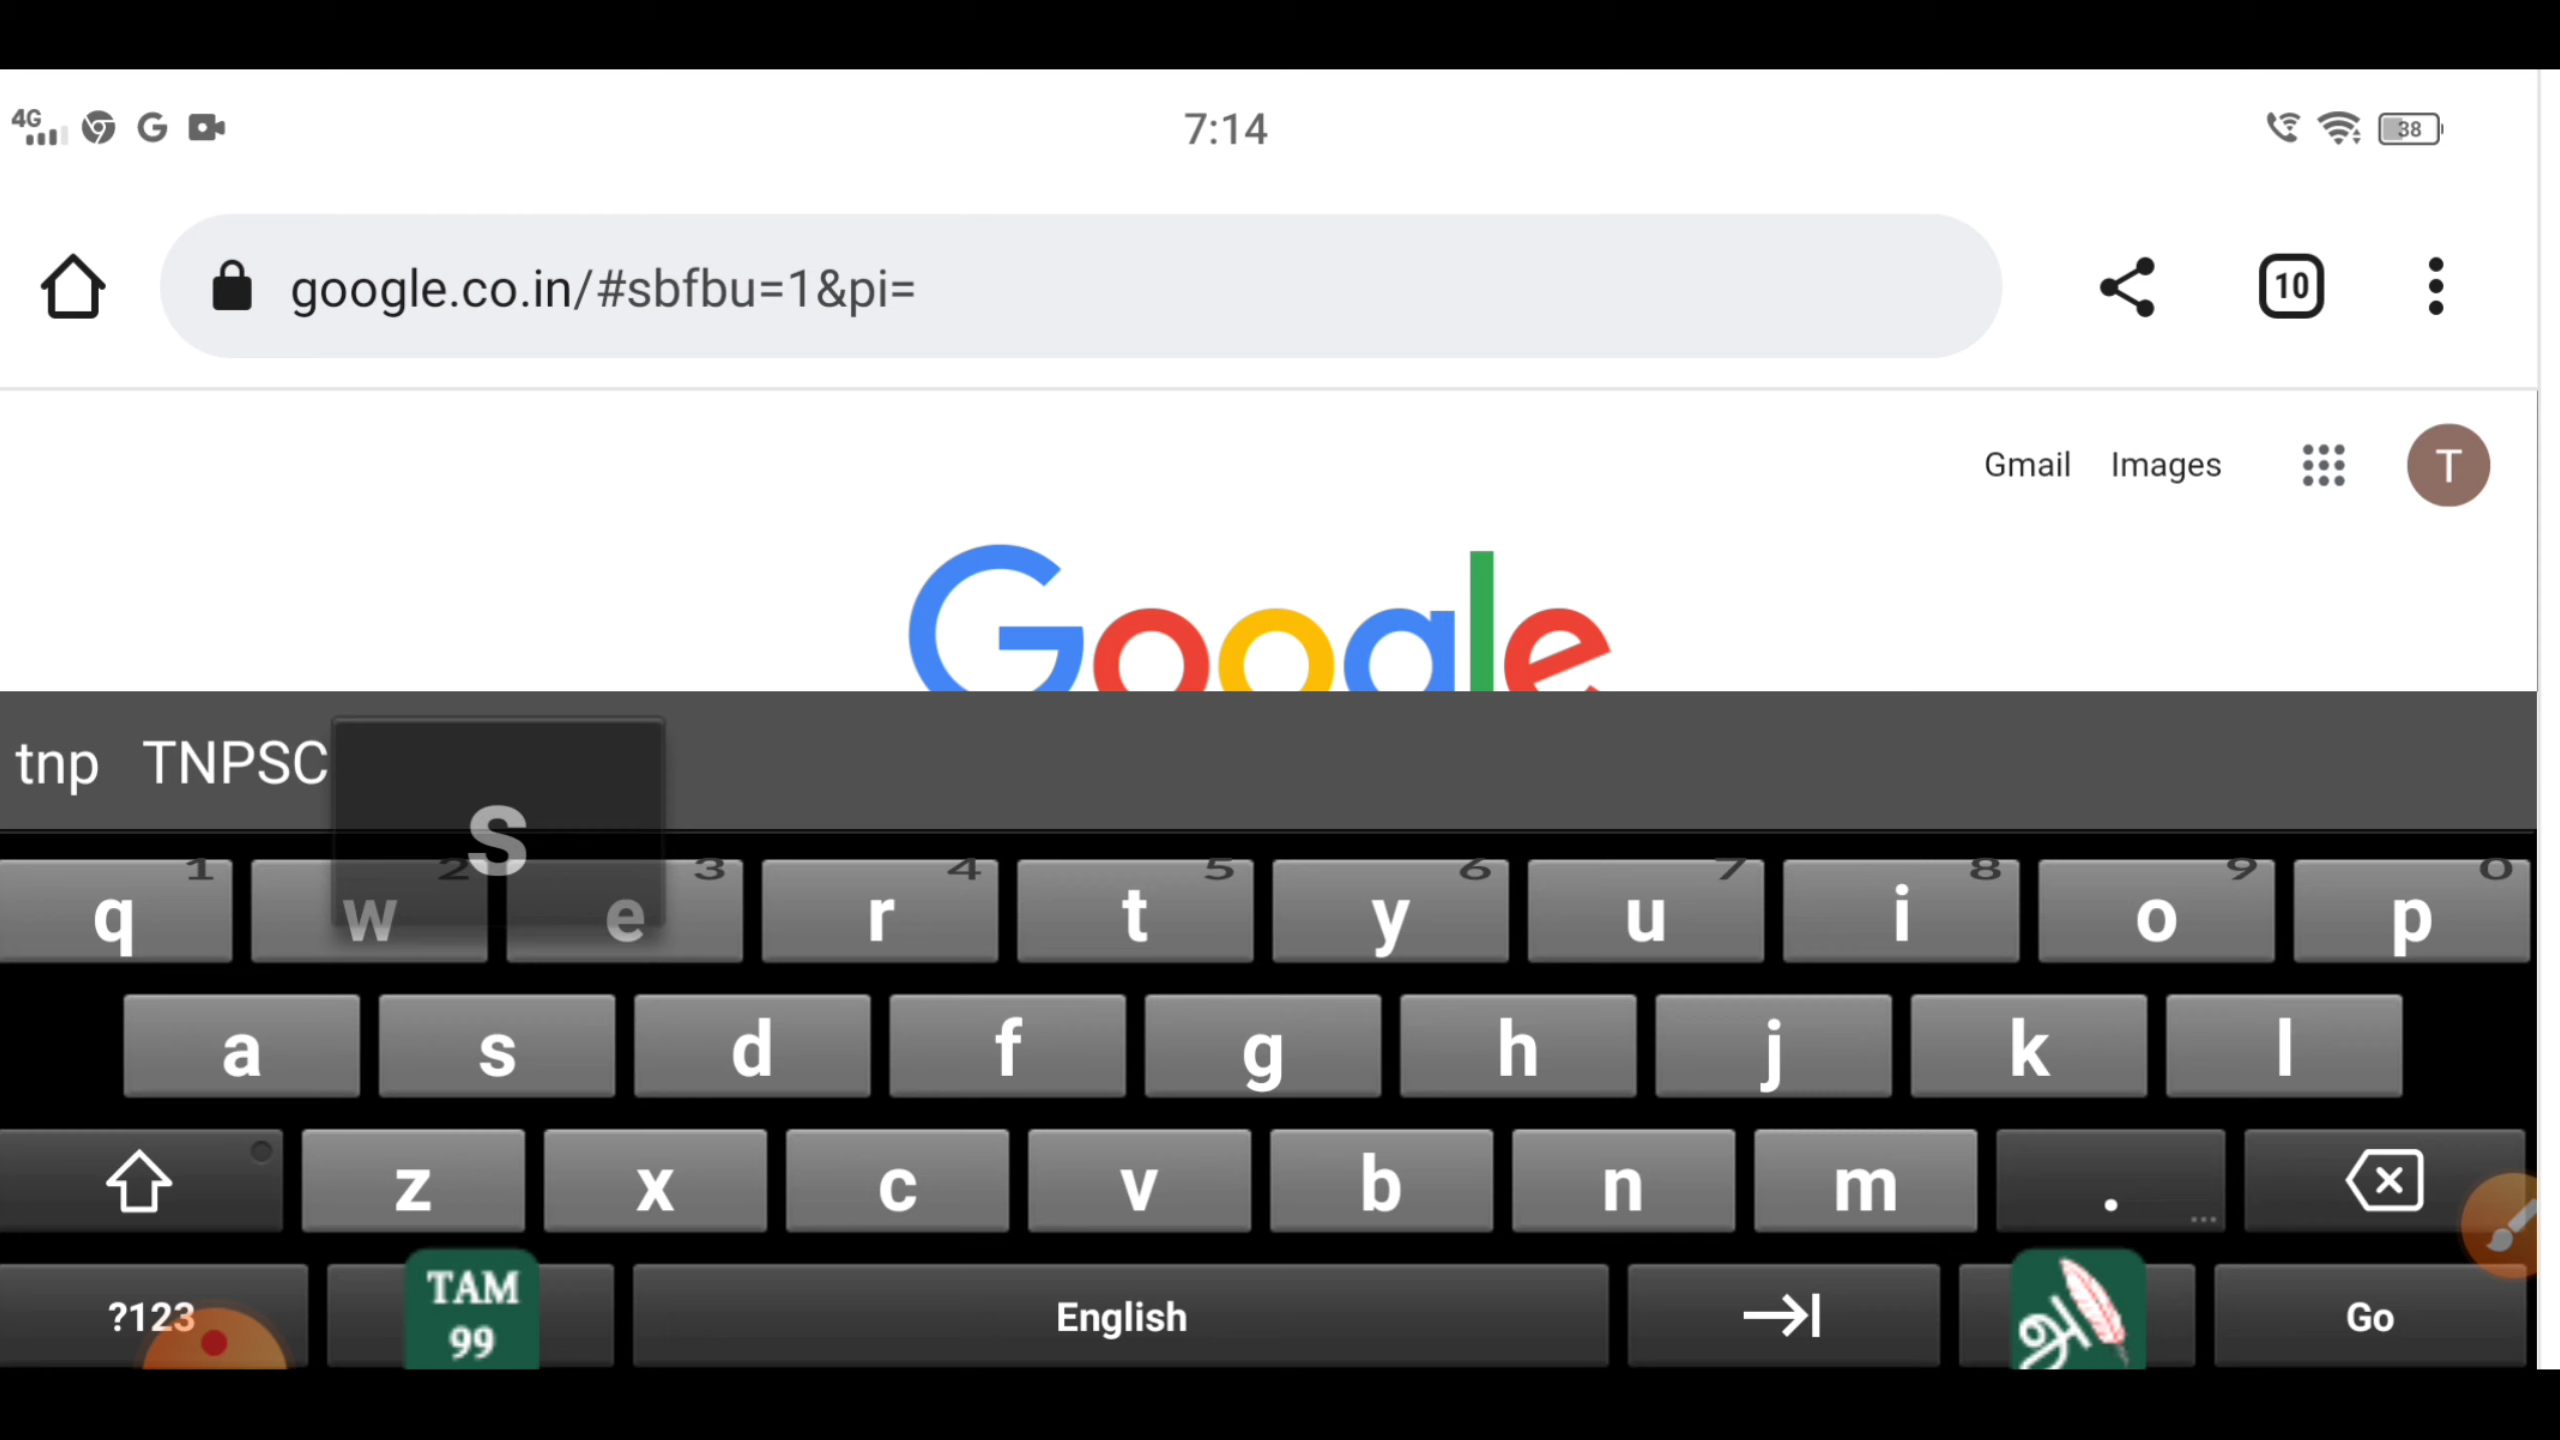 4G 7:14 38
google.co.in/#sbfbu=1&pi= 10
Gmail Images T
Google
tnp TNPSC
s
1 2 3 4 5 6 7 8 9 0
q w e r t y u i o p
a s d f g h j k l
z x c v b n m . ...
?123 TAM 99 English அ Go